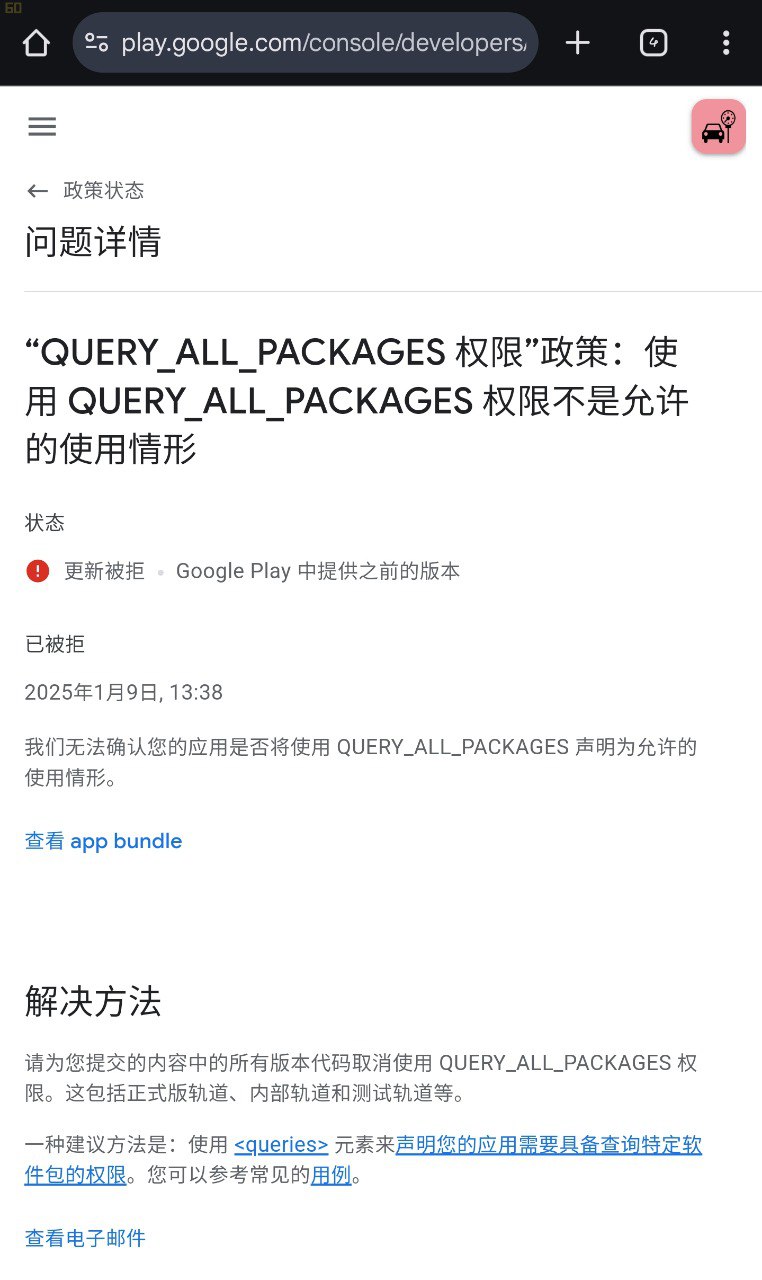 60
play.google.com/console/developers/
政策状态
问题详情
“QUERY_ALL_PACKAGES 权限”政策：使
用 QUERY_ALL_PACKAGES 权限不是允许
的使用情形
状态
更新被拒 • Google Play 中提供之前的版本
已被拒
2025年1月9日, 13:38
我们无法确认您的应用是否将使用 QUERY_ALL_PACKAGES 声明为允许的
使用情形。
查看 app bundle
解决方法
请为您提交的内容中的所有版本代码取消使用 QUERY_ALL_PACKAGES 权
限。这包括正式版轨道、内部轨道和测试轨道等。
一种建议方法是：使用 <queries> 元素来声明您的应用需要具备查询特定软
件包的权限。您可以参考常见的用例。
查看电子邮件